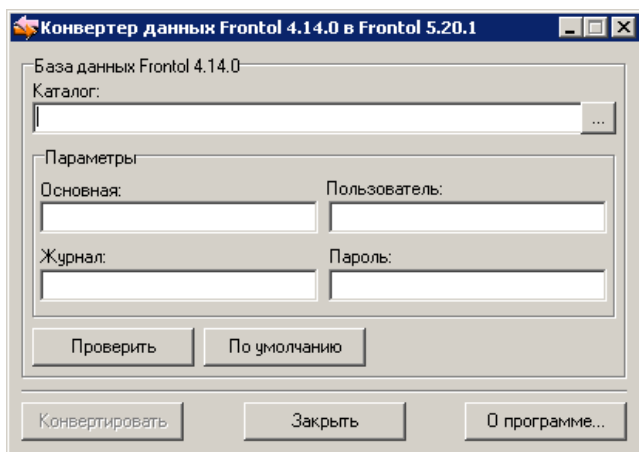 Конвертер данных Frontol 4.14.0 в Frontol 5.20.1
База данных Frontol 4.14.0
Каталог:
...
Параметры
Основная: Пользователь:
Журнал: Пароль:
Проверить По умолчанию
Конвертировать Закрыть О программе...